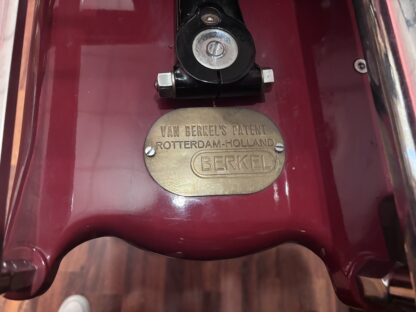 VAN BERKEL'S PATENT
ROTTERDAM-HOLLAND
BERKEL